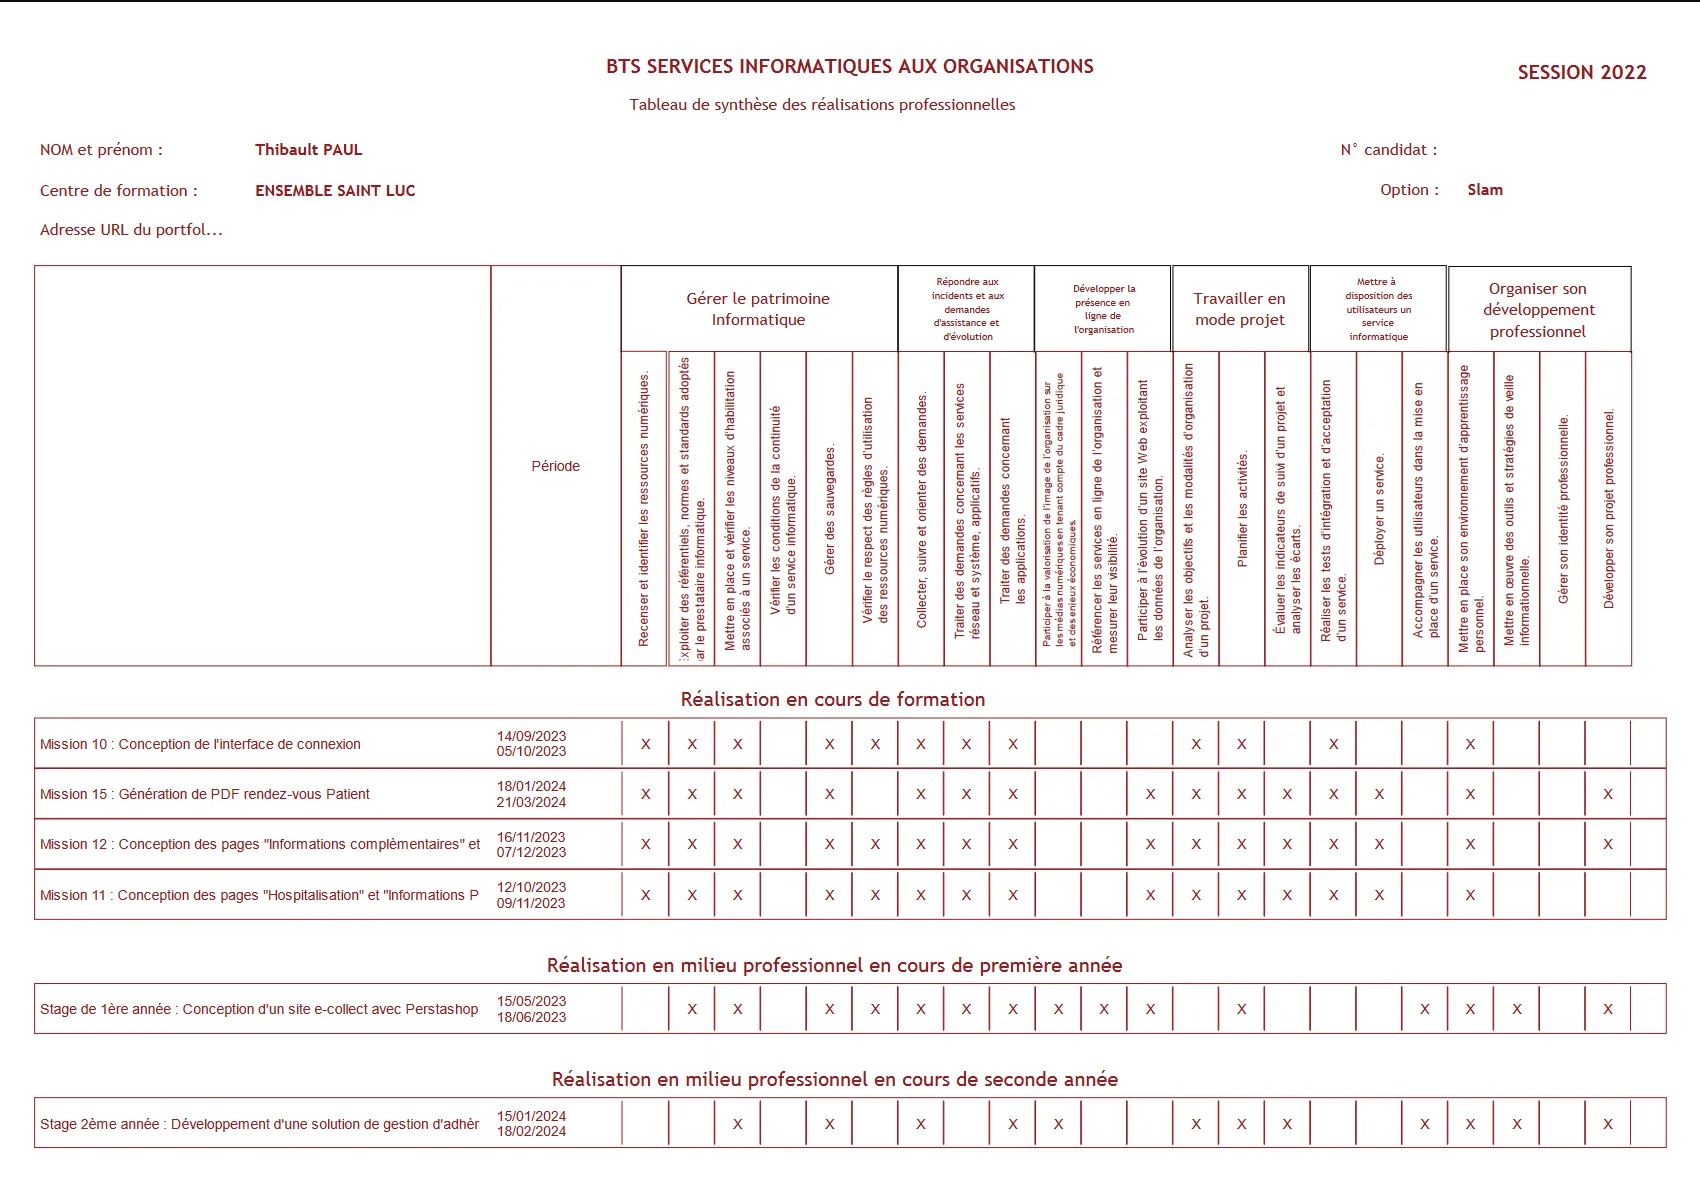 BTS SERVICES INFORMATIQUES AUX ORGANISATIONS
SESSION 2022
Tableau de synthèse des réalisations professionnelles
NOM et prénom : Thibault PAUL
N° candidat :
Centre de formation : ENSEMBLE SAINT LUC
Option : Slam
Adresse URL du portfol...
Période
Gérer le patrimoine
Informatique
Répondre aux
incidents et aux
demandes
d'assistance et
d'évolution
Développer la
présence en
ligne de
l'organisation
Travailler en
mode projet
Mettre à
disposition des
utilisateurs un
service
informatique
Organiser son
développement
professionnel
Recenser et identifier les ressources numériques.
Exploiter des référentiels, normes et standards adoptés
par le prestataire informatique.
Mettre en place et vérifier les niveaux d'habilitation
associés à un service.
Vérifier les conditions de la continuité
d'un service informatique.
Gérer des sauvegardes.
Vérifier le respect des règles d'utilisation
des ressources numériques.
Collecter, suivre et orienter des demandes.
Traiter des demandes concernant les services
réseau et système, applicatifs.
Traiter des demandes concernant
les applications.
Participer à la valorisation de l'image de l'organisation sur
les médias numériques en tenant compte du cadre juridique
et des enjeux économiques.
Référencer les services en ligne de l'organisation et
mesurer leur visibilité.
Participer à l'évolution d'un site Web exploitant
les données de l'organisation.
Analyser les objectifs et les modalités d'organisation
d'un projet.
Planifier les activités.
Évaluer les indicateurs de suivi d'un projet et
analyser les écarts.
Réaliser les tests d'intégration et d'acceptation
d'un service.
Déployer un service.
Accompagner les utilisateurs dans la mise en
place d'un service.
Mettre en place son environnement d'apprentissage
personnel.
Mettre en œuvre des outils et stratégies de veille
informationnelle.
Gérer son identité professionnelle.
Développer son projet professionnel.
Réalisation en cours de formation
Mission 10 : Conception de l'interface de connexion
14/09/2023
05/10/2023
X X X X X X X X X X X X
Mission 15 : Génération de PDF rendez-vous Patient
18/01/2024
21/03/2024
X X X X X X X X X X X X X X X
Mission 12 : Conception des pages "Informations complèmentaires" et
16/11/2023
07/12/2023
X X X X X X X X X X X X X X X X
Mission 11 : Conception des pages "Hospitalisation" et "Informations P
12/10/2023
09/11/2023
X X X X X X X X X X X X X X X
Réalisation en milieu professionnel en cours de première année
Stage de 1ère année : Conception d'un site e-collect avec Perstashop
15/05/2023
18/06/2023
X X X X X X X X X X X X X X X
Réalisation en milieu professionnel en cours de seconde année
Stage 2ème année : Développement d'une solution de gestion d'adhèr
15/01/2024
18/02/2024
X X X X X X X X X X X X